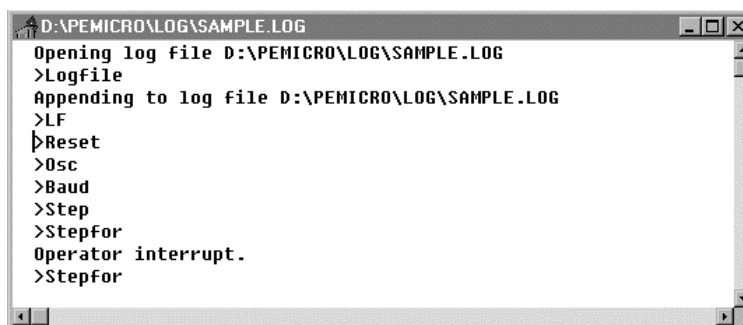 D:\PEMICRO\LOG\SAMPLE.LOG
Opening log file D:\PEMICRO\LOG\SAMPLE.LOG
>Logfile
Appending to log file D:\PEMICRO\LOG\SAMPLE.LOG
>LF
>Reset
>Osc
>Baud
>Step
>Stepfor
Operator interrupt.
>Stepfor